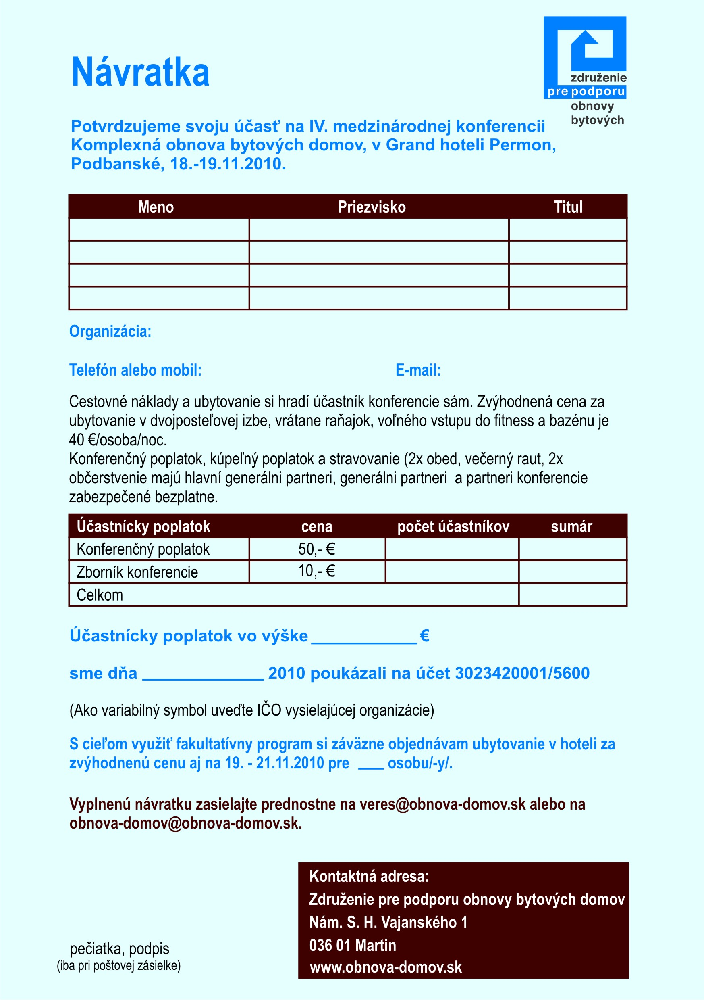 Návratka
združenie
pre podporu
obnovy
bytových
Potvrdzujeme svoju účasť na IV. medzinárodnej konferencii
Komplexná obnova bytových domov, v Grand hoteli Permon,
Podbanské, 18.-19.11.2010.
Meno Priezvisko Titul
Organizácia:
Telefón alebo mobil: E-mail:
Cestovné náklady a ubytovanie si hradí účastník konferencie sám. Zvýhodnená cena za
ubytovanie v dvojposteľovej izbe, vrátane raňajok, voľného vstupu do fitness a bazénu je
40 €/osoba/noc.
Konferenčný poplatok, kúpeľný poplatok a stravovanie (2x obed, večerný raut, 2x
občerstvenie majú hlavní generálni partneri, generálni partneri  a partneri konferencie
zabezpečené bezplatne.
Účastnícky poplatok cena počet účastníkov sumár
Konferenčný poplatok 50,- €
Zborník konferencie 10,- €
Celkom
Účastnícky poplatok vo výške ___________ €
sme dňa _____________ 2010 poukázali na účet 3023420001/5600
(Ako variabilný symbol uveďte IČO vysielajúcej organizácie)
S cieľom využiť fakultatívny program si záväzne objednávam ubytovanie v hoteli za
zvýhodnenú cenu aj na 19. - 21.11.2010 pre ___ osobu/-y/.
Vyplnenú návratku zasielajte prednostne na veres@obnova-domov.sk alebo na
obnova-domov@obnova-domov.sk.
Kontaktná adresa:
Združenie pre podporu obnovy bytových domov
Nám. S. H. Vajanského 1
036 01 Martin
www.obnova-domov.sk
pečiatka, podpis
(iba pri poštovej zásielke)